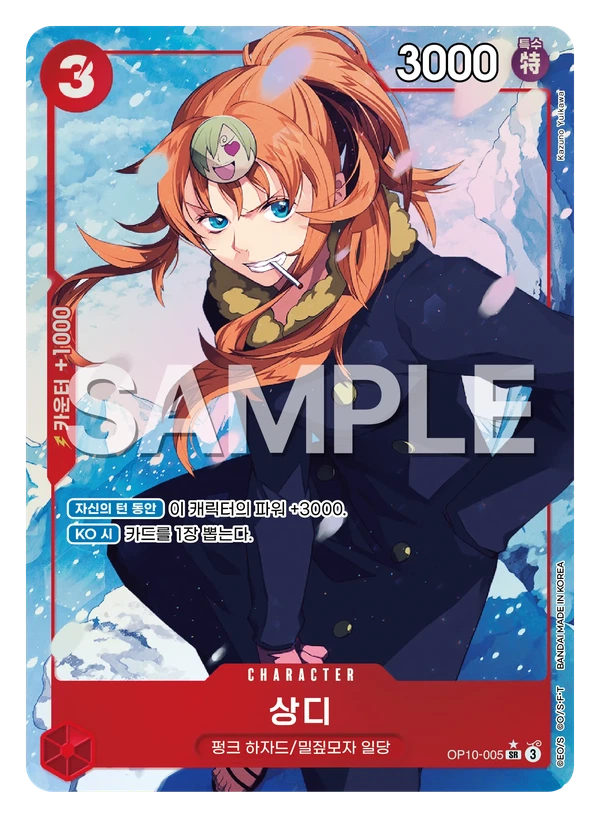 3
3000
특수
特
Kazuno Yuikawa
카운터 +1000
SAMPLE
자신의 턴 동안 이 캐릭터의 파워 +3000.
KO 시 카드를 1장 뽑는다.
BANDAI MADE IN KOREA
©EO/S ©O/S・F・T
CHARACTER
상디
펑크 하자드/밀짚모자 일당
OP10-005 SR 3